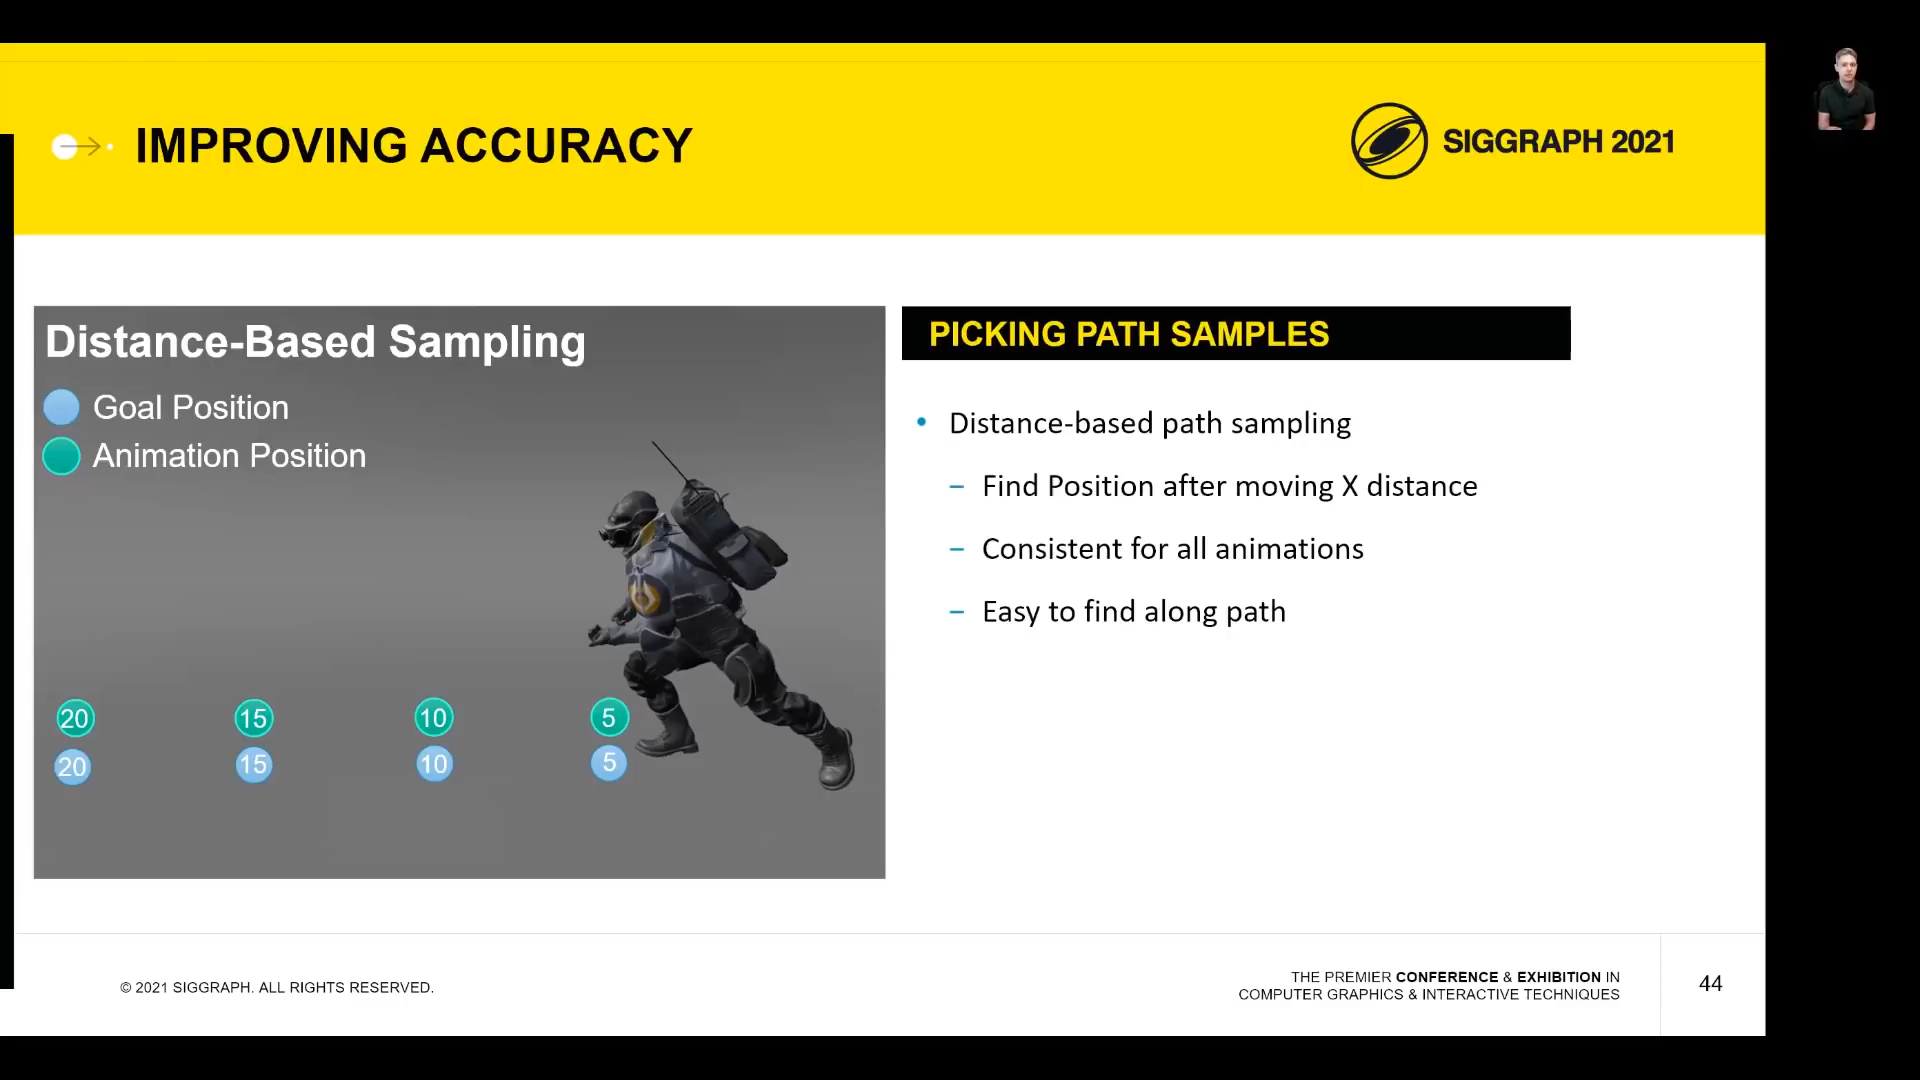 IMPROVING ACCURACY
SIGGRAPH 2021
Distance-Based Sampling
Goal Position
Animation Position
20 15 10 5
20 15 10 5
PICKING PATH SAMPLES
• Distance-based path sampling
– Find Position after moving X distance
– Consistent for all animations
– Easy to find along path
© 2021 SIGGRAPH. ALL RIGHTS RESERVED.
THE PREMIER CONFERENCE & EXHIBITION IN
COMPUTER GRAPHICS & INTERACTIVE TECHNIQUES
44